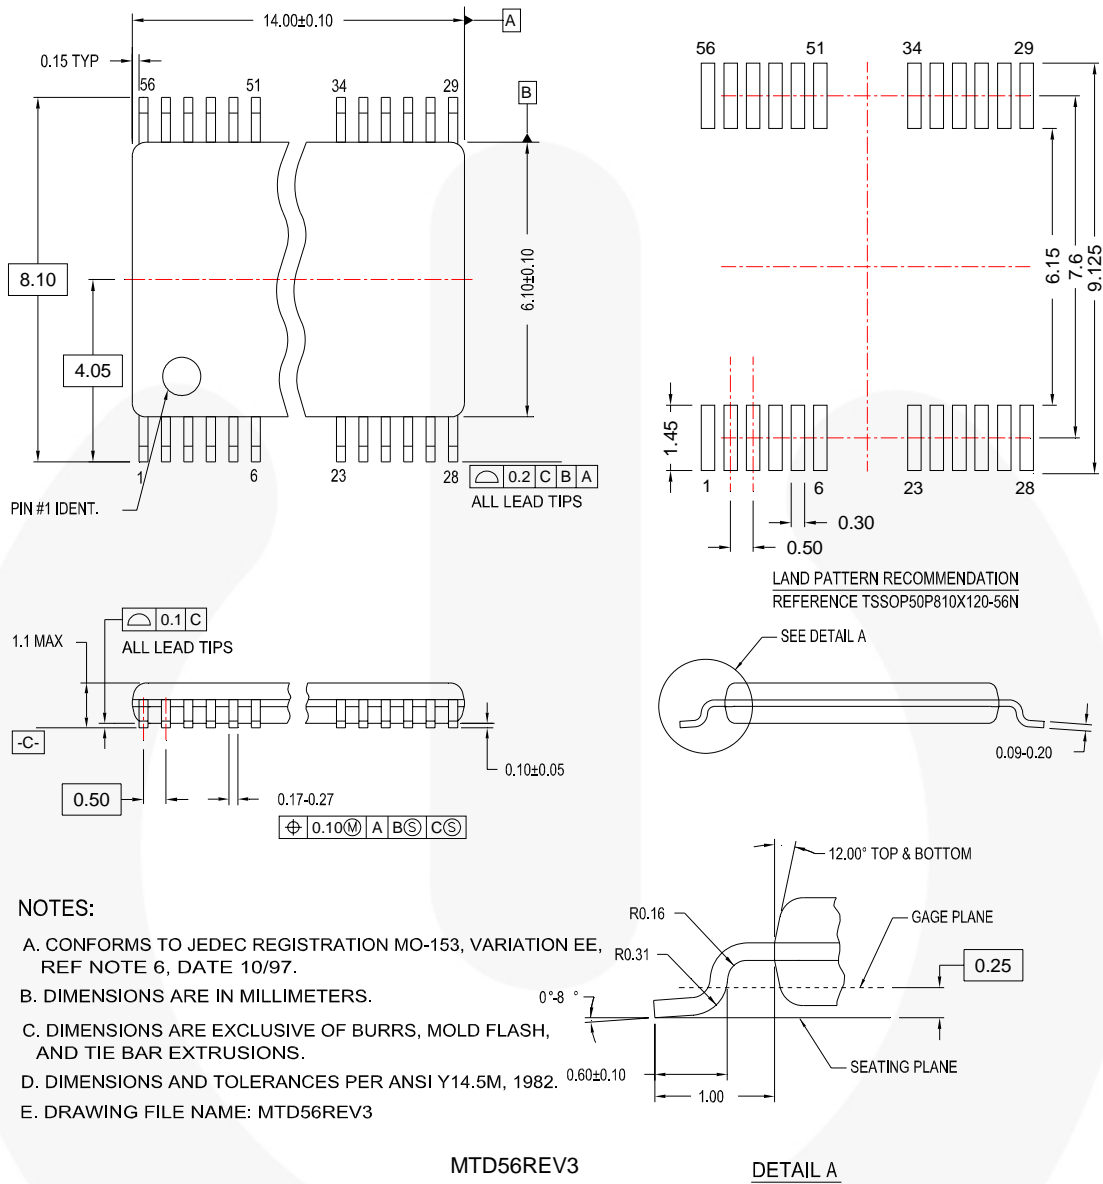 14.00±0.10
A
0.15 TYP
56
51
34
29
B
8.10
4.05
6.10±0.10
1
6
23
28
PIN #1 IDENT.
0.2 C B A
ALL LEAD TIPS
56
51
34
29
6.15
7.6
9.125
1.45
1
6
23
28
0.30
0.50
LAND PATTERN RECOMMENDATION
REFERENCE TSSOP50P810X120-56N
0.1 C
ALL LEAD TIPS
1.1 MAX
-C-
0.50
0.17-0.27
0.10±0.05
⌖ 0.10Ⓜ A BⓈ CⓈ
SEE DETAIL A
0.09-0.20
12.00° TOP & BOTTOM
R0.16
R0.31
GAGE PLANE
0.25
0°-8 °
SEATING PLANE
0.60±0.10
1.00
NOTES:
A. CONFORMS TO JEDEC REGISTRATION MO-153, VARIATION EE,
REF NOTE 6, DATE 10/97.
B. DIMENSIONS ARE IN MILLIMETERS.
C. DIMENSIONS ARE EXCLUSIVE OF BURRS, MOLD FLASH,
AND TIE BAR EXTRUSIONS.
D. DIMENSIONS AND TOLERANCES PER ANSI Y14.5M, 1982.
E. DRAWING FILE NAME: MTD56REV3
MTD56REV3
DETAIL A